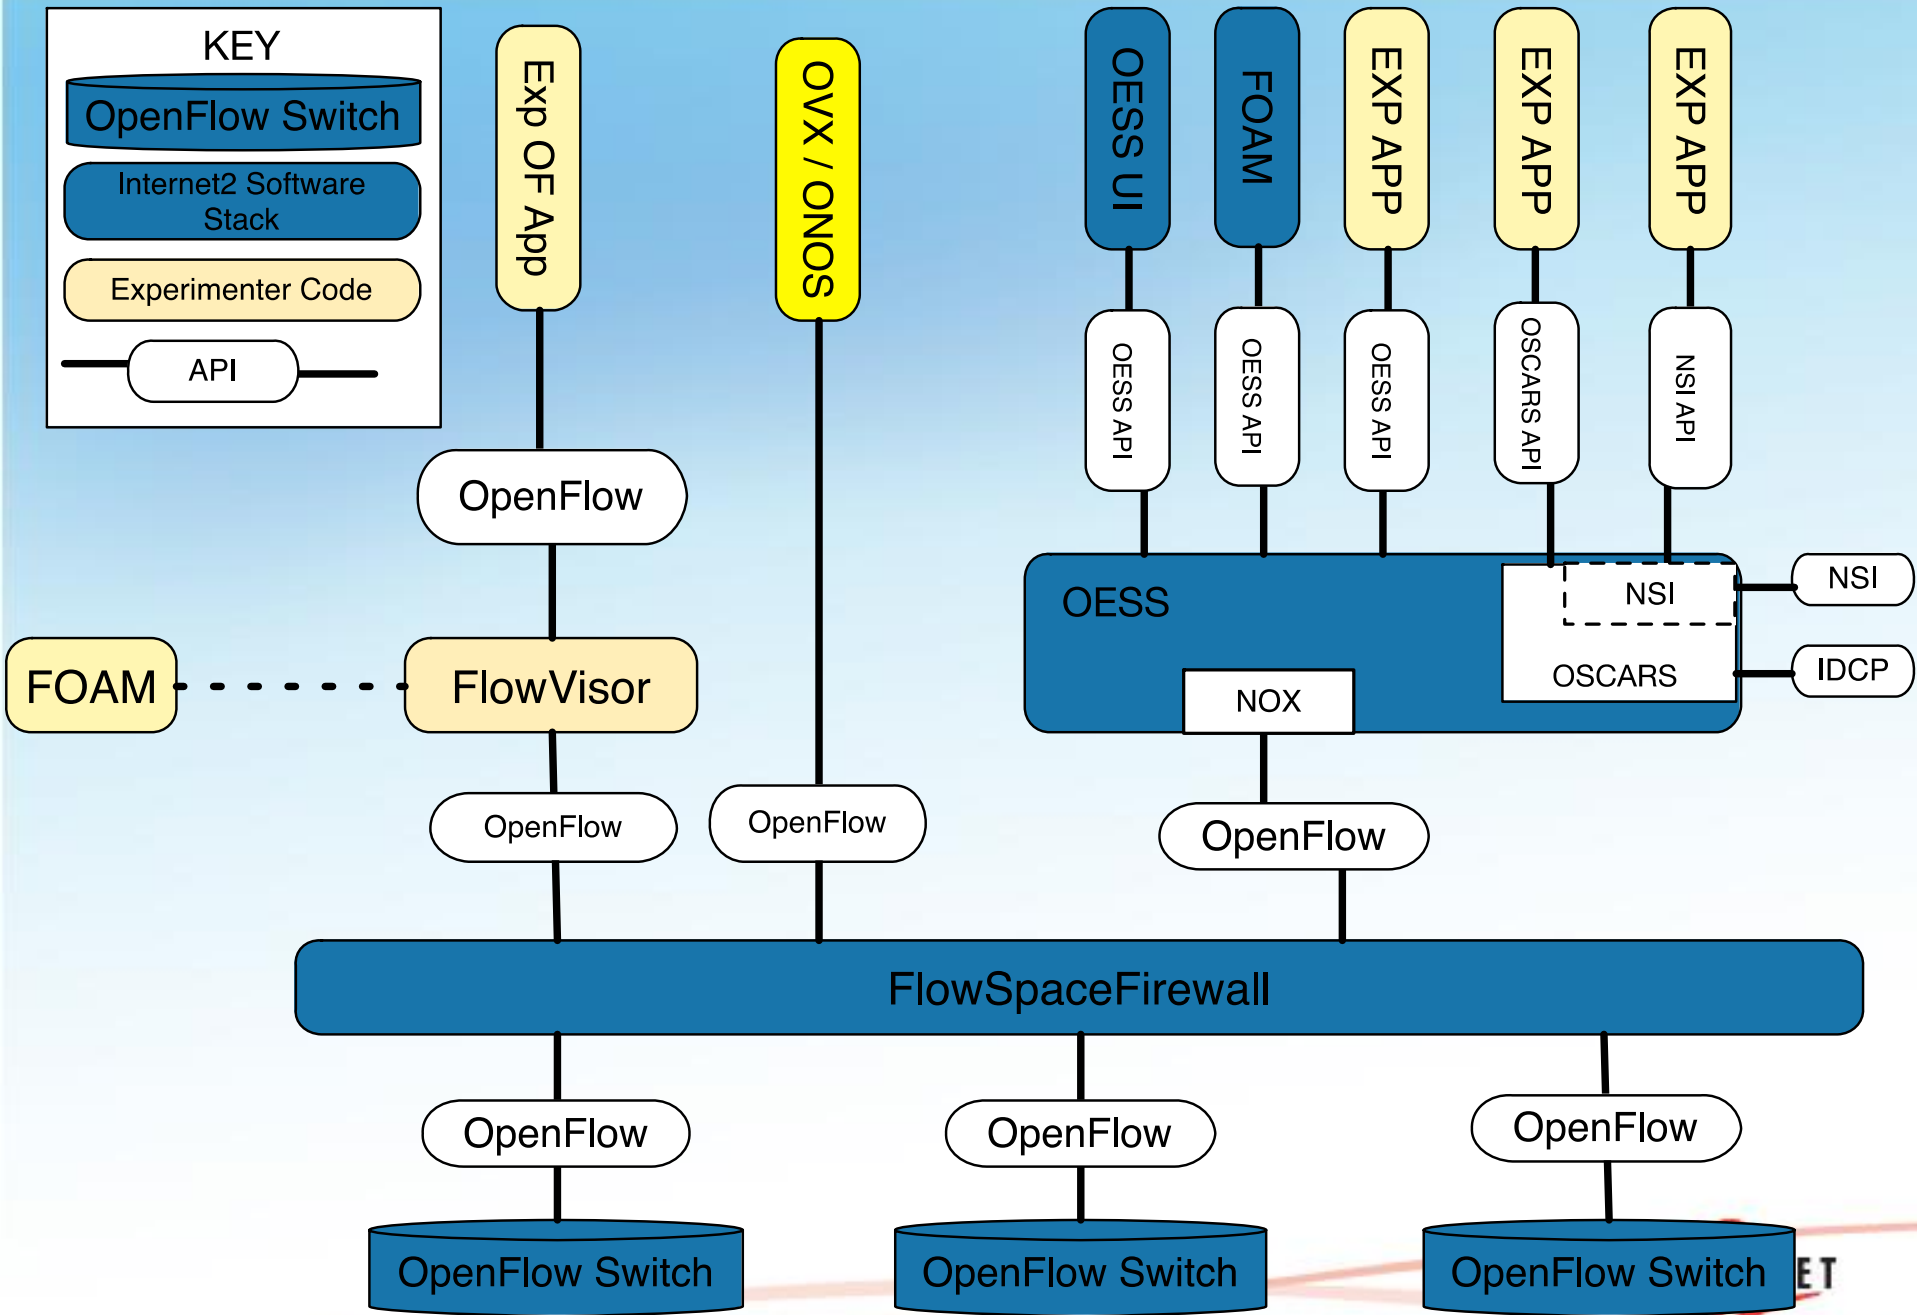 KEY
OpenFlow Switch
Internet2 Software
Stack
Experimenter Code
API
Exp OF App
OVX / ONOS
OESS UI
FOAM
EXP APP
EXP APP
EXP APP
OESS API
OESS API
OESS API
OSCARS API
NSI API
OpenFlow
OESS
NSI
NSI
OSCARS
IDCP
NOX
FOAM
FlowVisor
OpenFlow
OpenFlow
OpenFlow
FlowSpaceFirewall
OpenFlow
OpenFlow
OpenFlow
OpenFlow Switch
OpenFlow Switch
OpenFlow Switch
ET